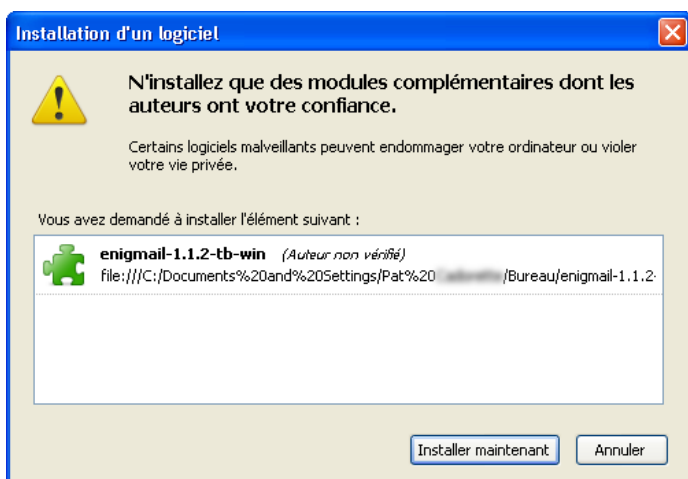 Installation d'un logiciel
N'installez que des modules complémentaires dont les
auteurs ont votre confiance.
Certains logiciels malveillants peuvent endommager votre ordinateur ou violer
votre vie privée.
Vous avez demandé à installer l'élément suivant :
enigmail-1.1.2-tb-win (Auteur non vérifié)
file:///C:/Documents%20and%20Settings/Pat%20 /Bureau/enigmail-1.1.2-
Installer maintenant Annuler